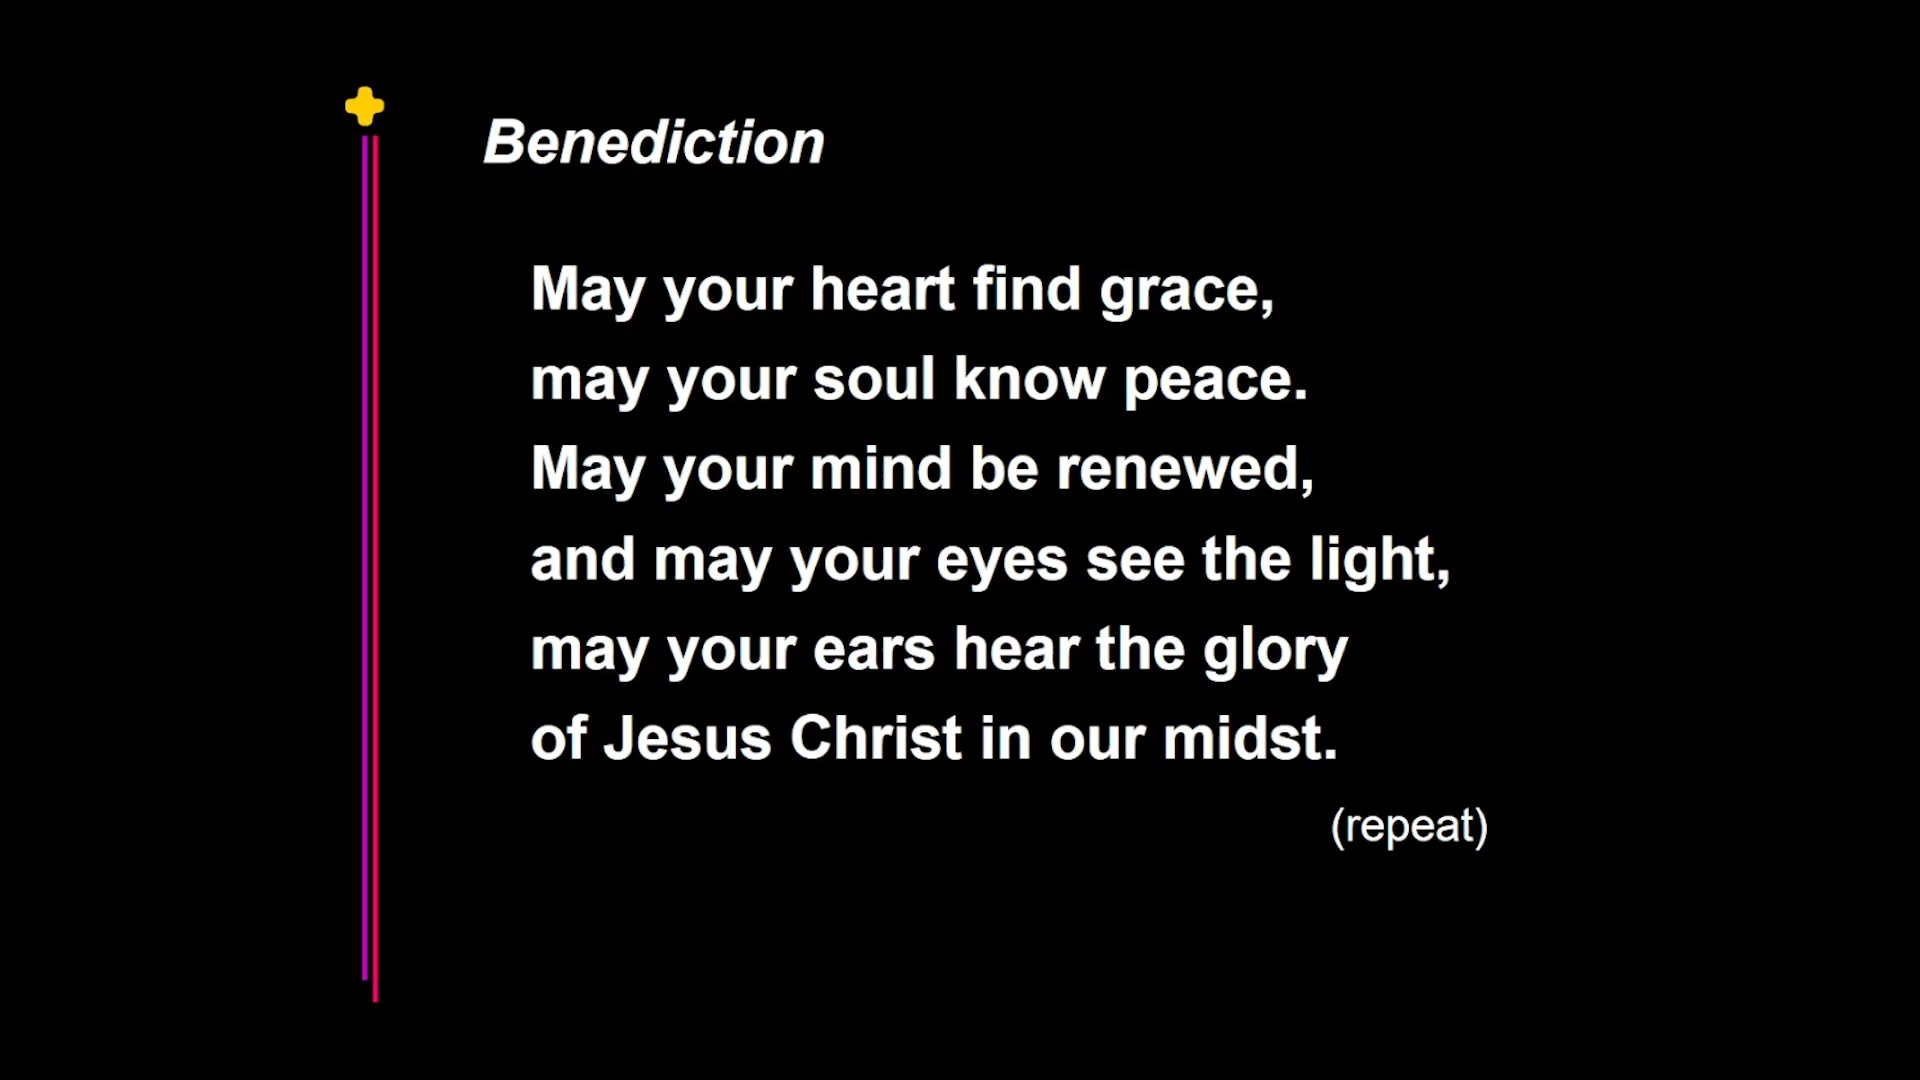 Benediction
May your heart find grace,
may your soul know peace.
May your mind be renewed,
and may your eyes see the light,
may your ears hear the glory
of Jesus Christ in our midst.
(repeat)